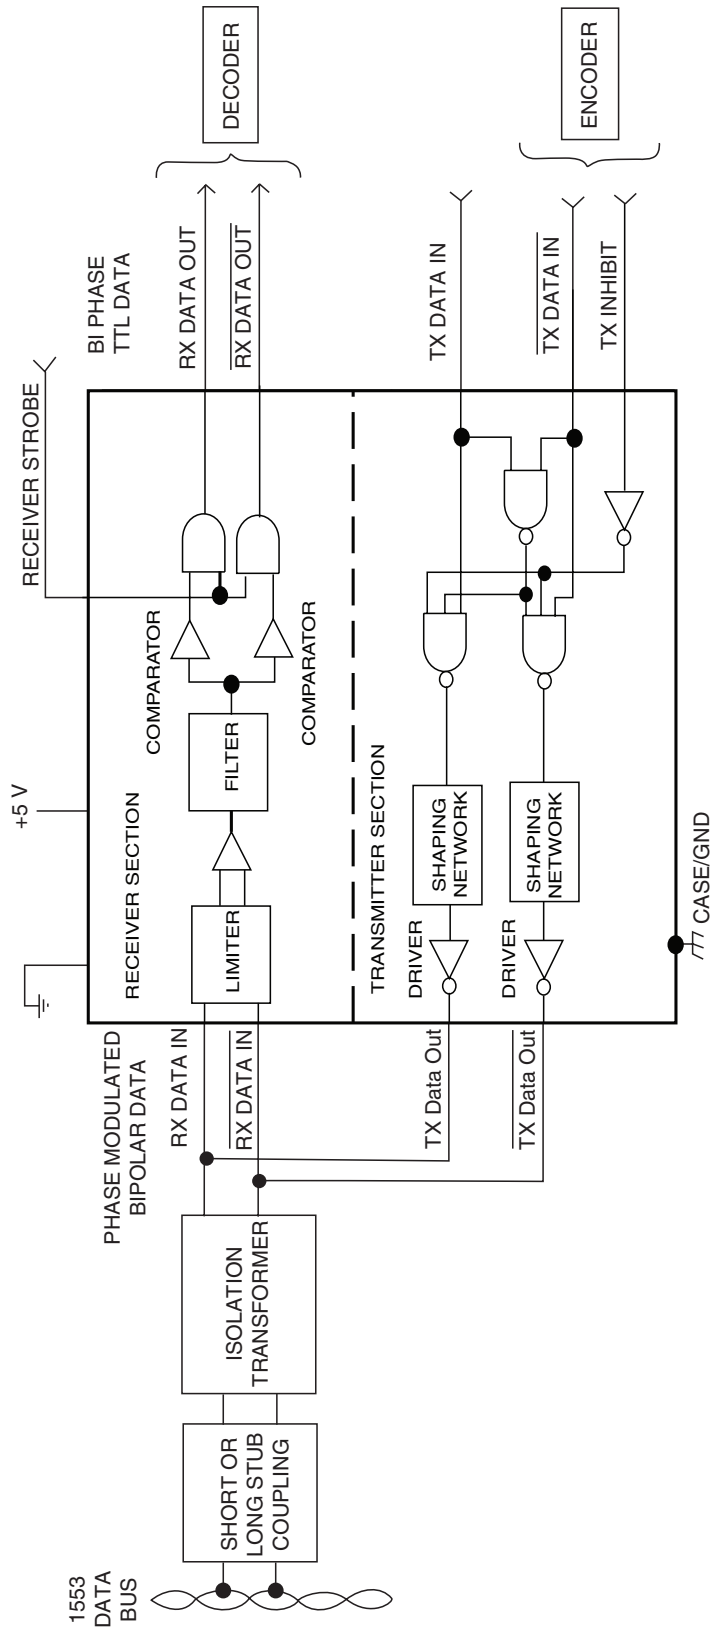 1553
DATA
BUS
SHORT OR
LONG STUB
COUPLING
ISOLATION
TRANSFORMER
PHASE MODULATED
BIPOLAR DATA
RX DATA IN
RX DATA IN
TX Data Out
TX Data Out
+5 V
RECEIVER STROBE
RECEIVER SECTION
LIMITER
FILTER
COMPARATOR
COMPARATOR
TRANSMITTER SECTION
DRIVER
SHAPING
NETWORK
DRIVER
SHAPING
NETWORK
CASE/GND
BI PHASE
TTL DATA
RX DATA OUT
RX DATA OUT
TX DATA IN
TX DATA IN
TX INHIBIT
DECODER
ENCODER